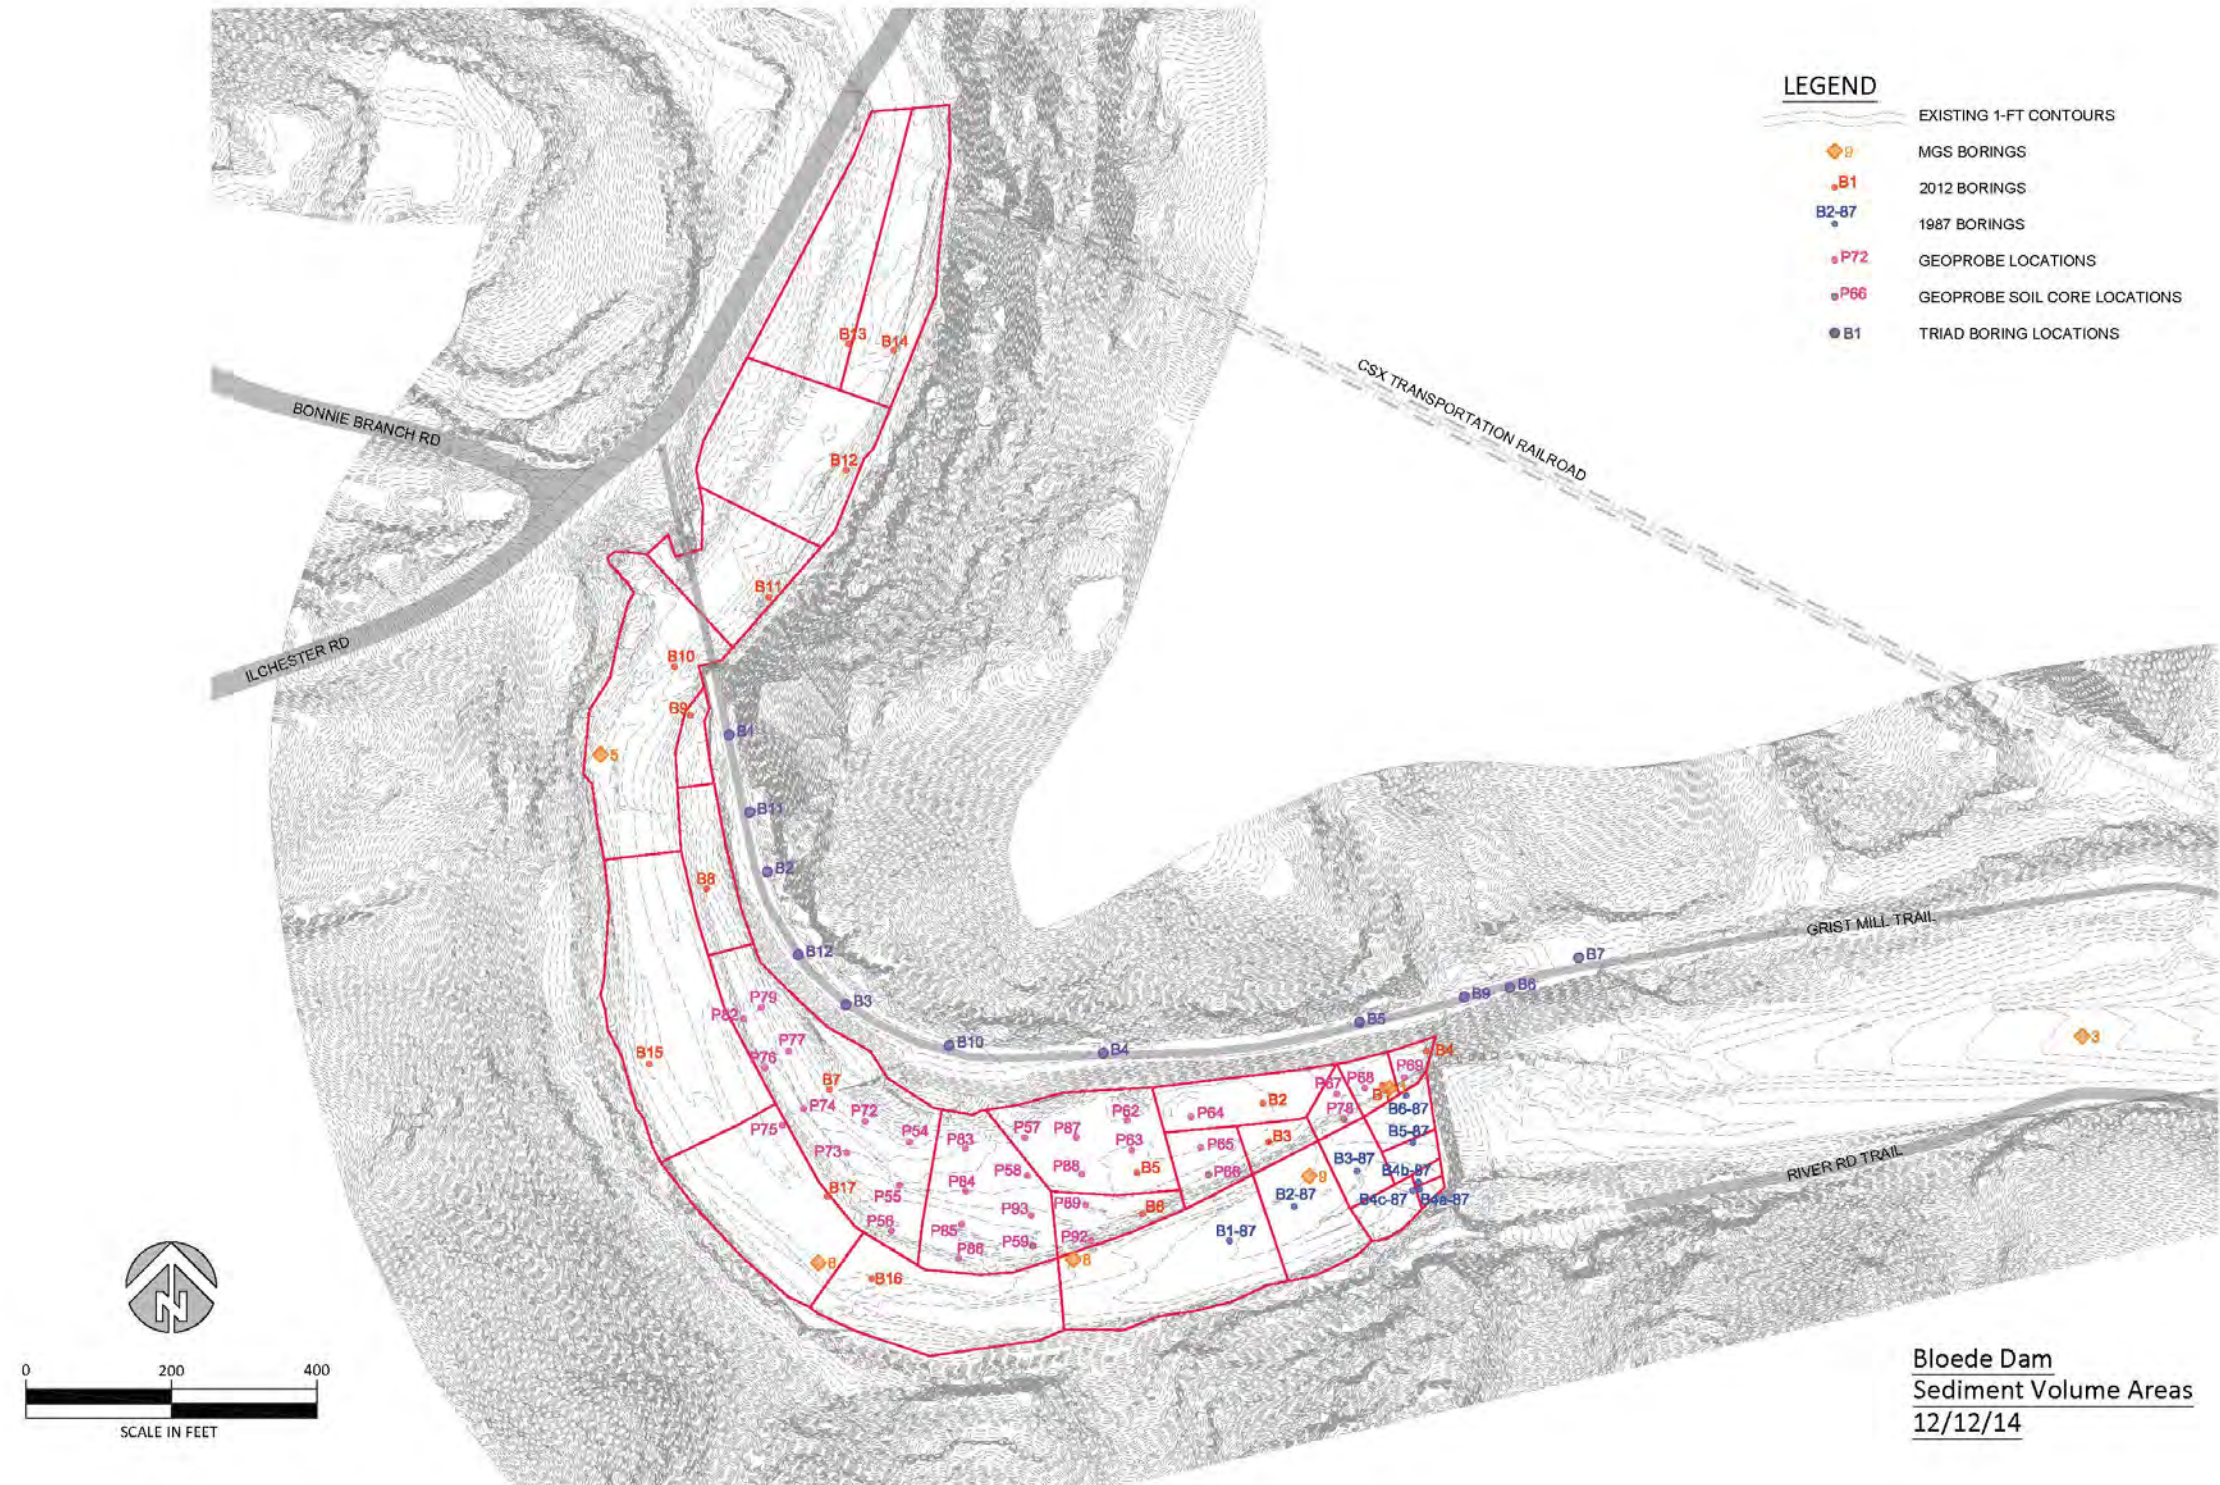 LEGEND
EXISTING 1-FT CONTOURS
9 MGS BORINGS
B1 2012 BORINGS
B2-87 1987 BORINGS
P72 GEOPROBE LOCATIONS
P66 GEOPROBE SOIL CORE LOCATIONS
B1 TRIAD BORING LOCATIONS
B13
B14
CSX TRANSPORTATION RAILROAD
BONNIE BRANCH RD
B12
B11
ILCHESTER RD
B10
B9
B1
5
B11
B2
B8
GRIST MILL TRAIL
B12
B7
B9
B6
P79
B3
P82
B5
3
P77
B10
B4
B4
B15
P76
P69
B7
P67
P68
1
P74
P72
P62
P64
B2
P78
B6-87
P75
P54
P83
P57
P87
B3
B5-87
P73
P63
P65
B3-87
P58
P88
B5
P66
9
B4b-87
RIVER RD TRAIL
P55
P84
B2-87
B4c-87
B4a-87
B17
P89
B6
P56
P93
P85
B1-87
P86
P59
P92
8
B16
N
0 200 400
SCALE IN FEET
Bloede Dam
Sediment Volume Areas
12/12/14